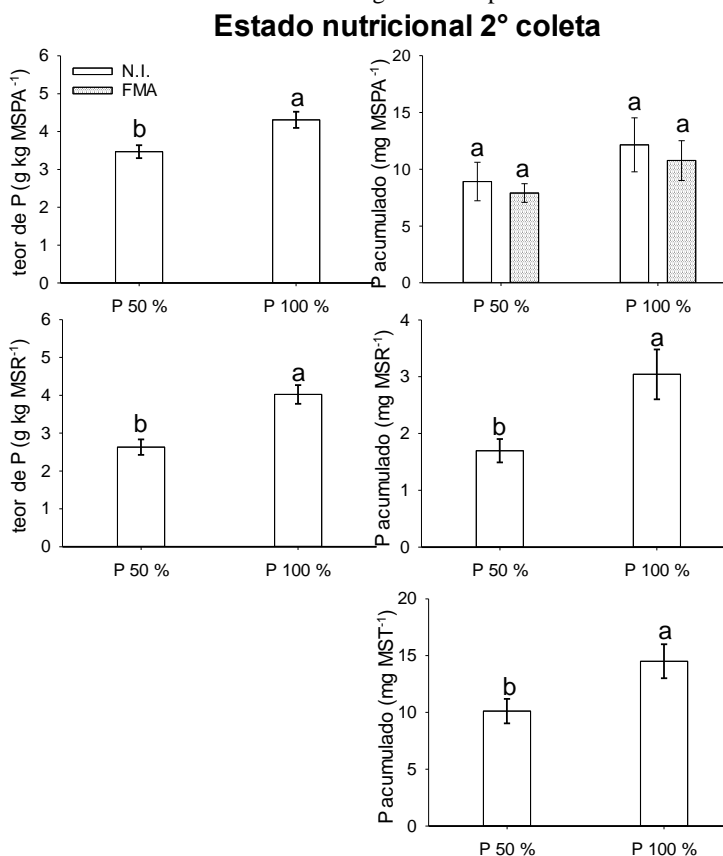 Estado nutricional 2° coleta
teor de P (g kg MSPA⁻¹)
6
5
4
3
2
1
0
N.I.
FMA
b
a
P 50 %
P 100 %
P acumulado (mg MSPA⁻¹)
20
15
10
5
0
a
a
a
a
P 50 %
P 100 %
teor de P (g kg MSR⁻¹)
6
5
4
3
2
1
0
b
a
P 50 %
P 100 %
P acumulado (mg MSR⁻¹)
4
3
2
1
0
b
a
P 50 %
P 100 %
P acumulado (mg MST⁻¹)
20
15
10
5
0
b
a
P 50 %
P 100 %